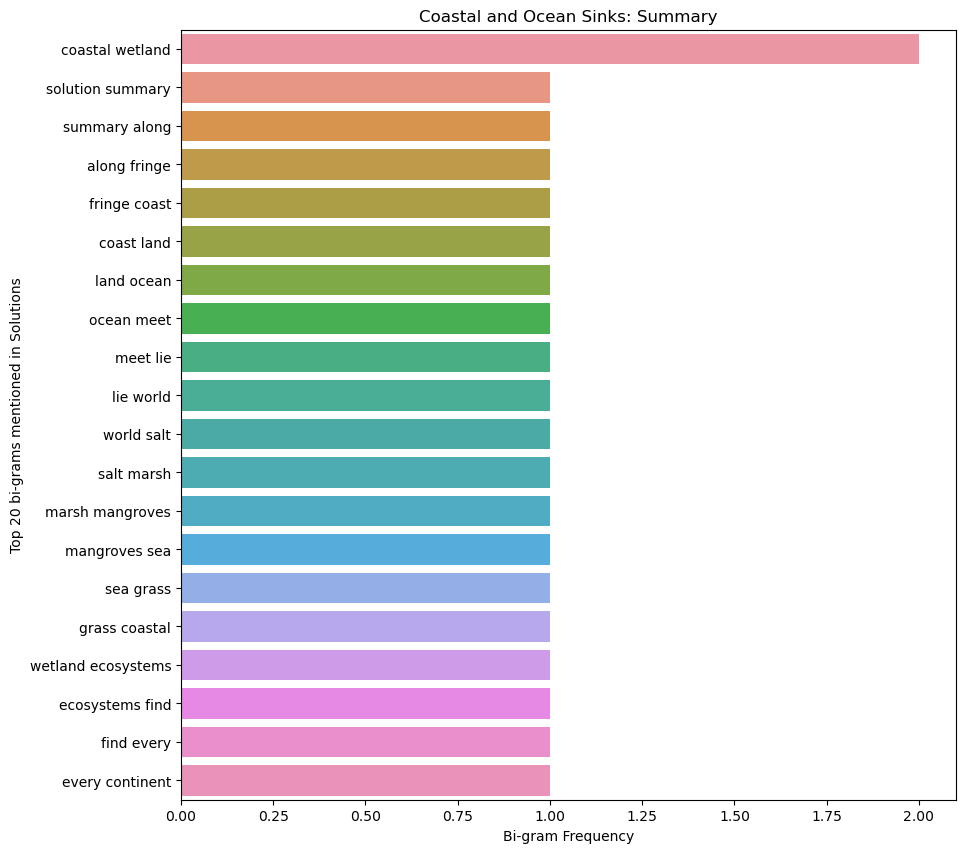 Coastal and Ocean Sinks: Summary
Top 20 bi-grams mentioned in Solutions
coastal wetland
solution summary
summary along
along fringe
fringe coast
coast land
land ocean
ocean meet
meet lie
lie world
world salt
salt marsh
marsh mangroves
mangroves sea
sea grass
grass coastal
wetland ecosystems
ecosystems find
find every
every continent
0.00 0.25 0.50 0.75 1.00 1.25 1.50 1.75 2.00
Bi-gram Frequency